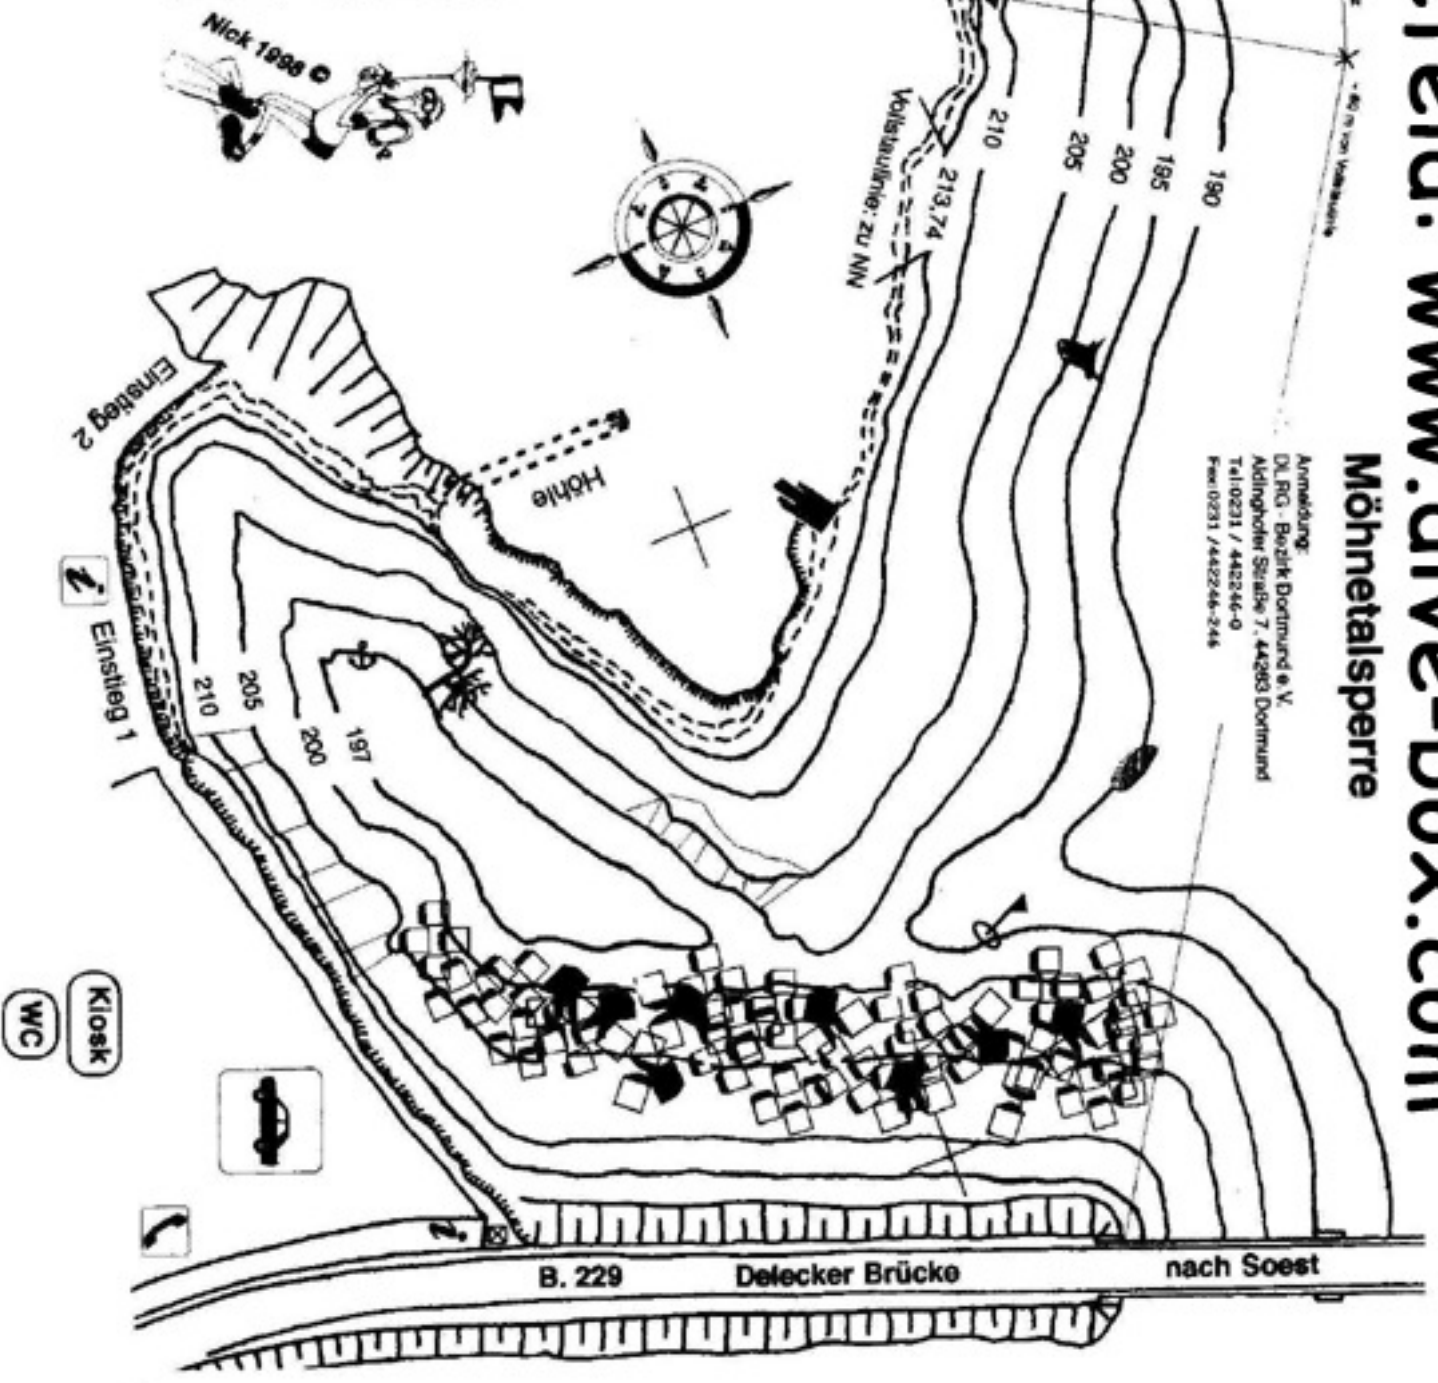 www.dive-box.com
Möhnetalsperre
Anmeldung:
DLRG - Bezirk Dortmund e.V.
Aldinghofer Straße 7, 44263 Dortmund
Tel:0231 / 442246-0
Fax:0231 /442246-246
Nick 1998 ©
Vollstaulinie: zu NN
213,74
210
205
200
195
190
Einstieg 2
Höhle
Einstieg 1
210
205
200
197
Kiosk
WC
B. 229
Delecker Brücke
nach Soest